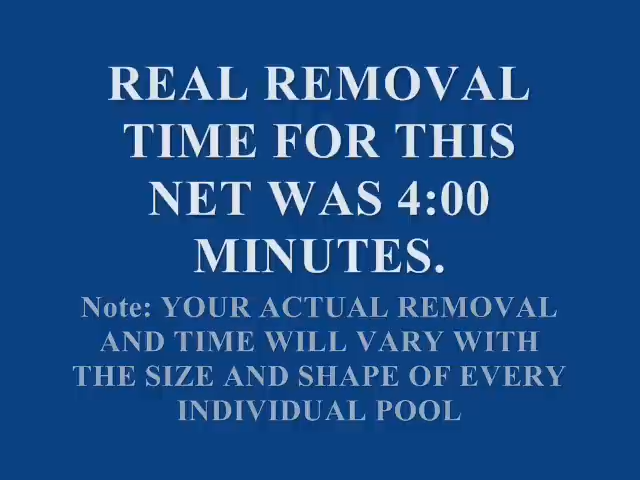 REAL REMOVAL
TIME FOR THIS
NET WAS 4:00
MINUTES.
Note: YOUR ACTUAL REMOVAL
AND TIME WILL VARY WITH
THE SIZE AND SHAPE OF EVERY
INDIVIDUAL POOL